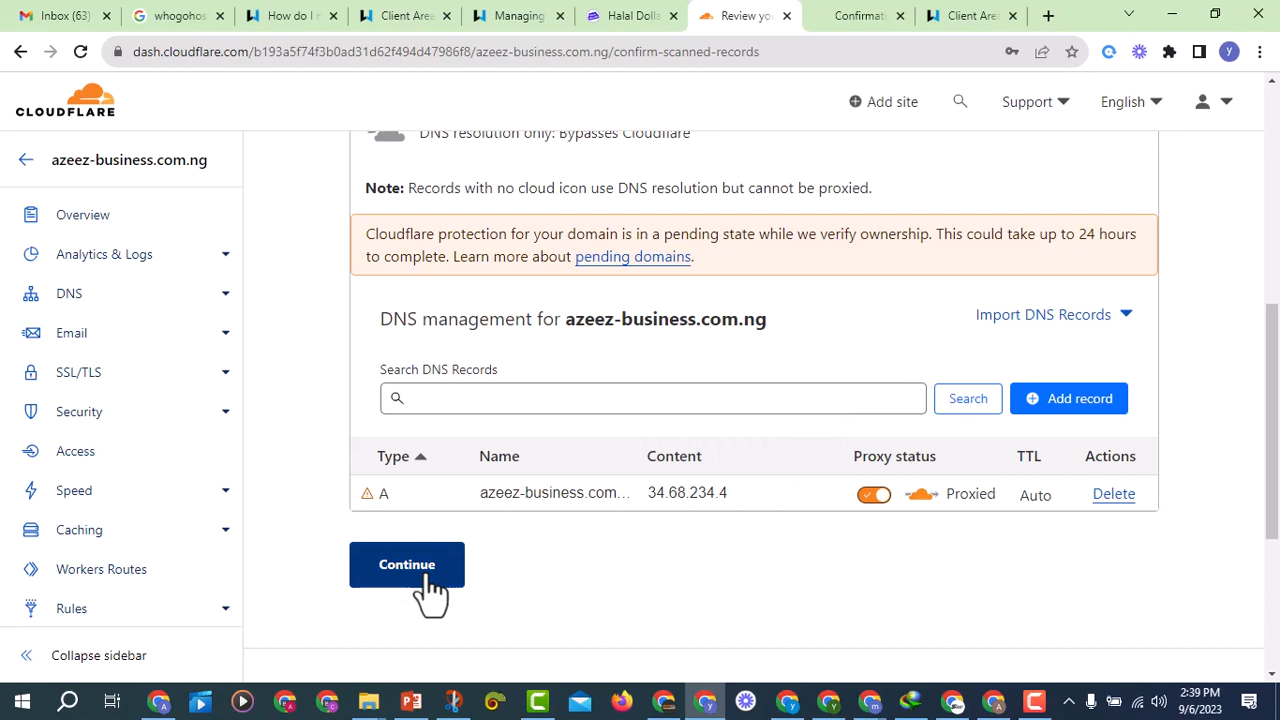 Inbox (63)
whogohos
How do I r
Client Area
Managing
Halal Dolla
Review you
Confirmati
Client Area
dash.cloudflare.com/b193a5f74f3b0ad31d62f494d47986f8/azeez-business.com.ng/confirm-scanned-records
y
CLOUDFLARE
Add site
Support
English
azeez-business.com.ng
Overview
Analytics & Logs
DNS
Email
SSL/TLS
Security
Access
Speed
Caching
Workers Routes
Rules
Collapse sidebar
DNS resolution only: Bypasses Cloudflare
Note: Records with no cloud icon use DNS resolution but cannot be proxied.
Cloudflare protection for your domain is in a pending state while we verify ownership. This could take up to 24 hours
to complete. Learn more about pending domains.
DNS management for azeez-business.com.ng
Import DNS Records
Search DNS Records
Search
Add record
Type Name Content Proxy status TTL Actions
A azeez-business.com... 34.68.234.4 Proxied Auto Delete
Continue
2:39 PM
9/6/2023